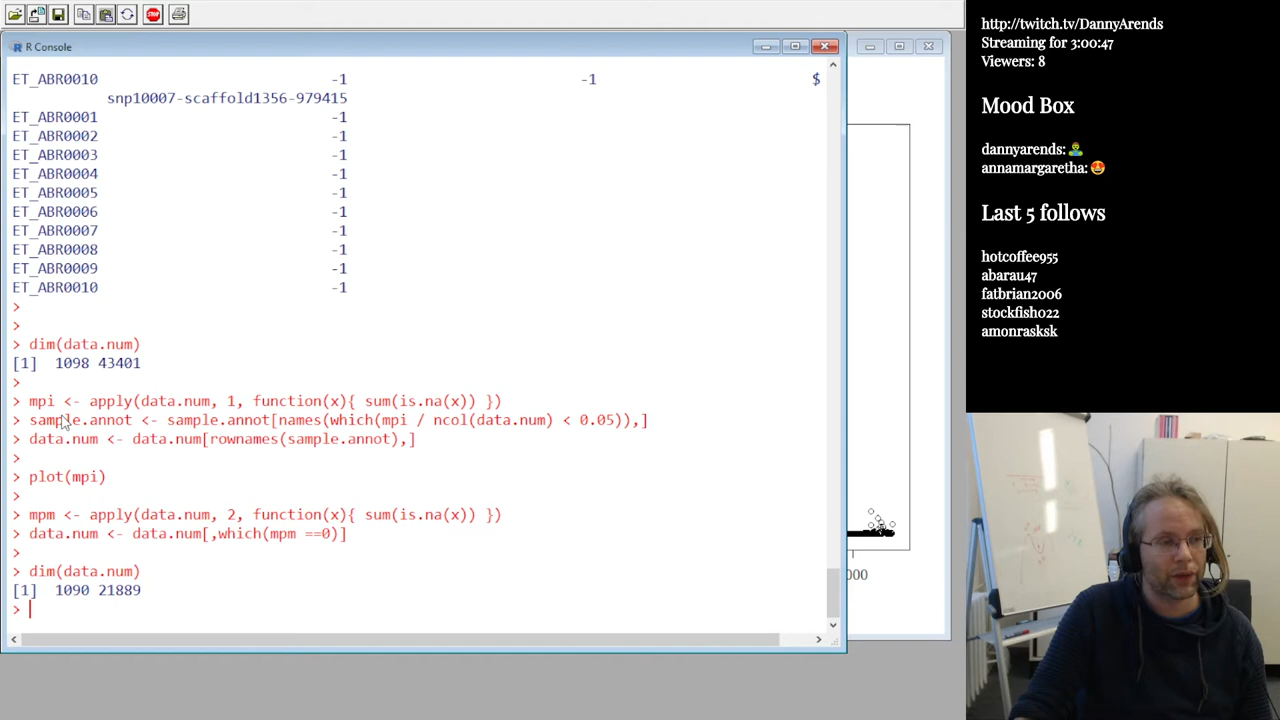 R Console
ET_ABR0010 -1 -1 $
snp10007-scaffold1356-979415
ET_ABR0001 -1
ET_ABR0002 -1
ET_ABR0003 -1
ET_ABR0004 -1
ET_ABR0005 -1
ET_ABR0006 -1
ET_ABR0007 -1
ET_ABR0008 -1
ET_ABR0009 -1
ET_ABR0010 -1
>
>
> dim(data.num)
[1] 1098 43401
>
> mpi <- apply(data.num, 1, function(x){ sum(is.na(x)) })
> sample.annot <- sample.annot[names(which(mpi / ncol(data.num) < 0.05)),]
> data.num <- data.num[rownames(sample.annot),]
>
> plot(mpi)
>
> mpm <- apply(data.num, 2, function(x){ sum(is.na(x)) })
> data.num <- data.num[,which(mpm ==0)]
>
> dim(data.num)
[1] 1090 21889
>
000
STOP
http://twitch.tv/DannyArends
Streaming for 3:00:47
Viewers: 8
Mood Box
dannyarends:
annamargaretha:
Last 5 follows
hotcoffee955
abarau47
fatbrian2006
stockfish022
amonrasksk